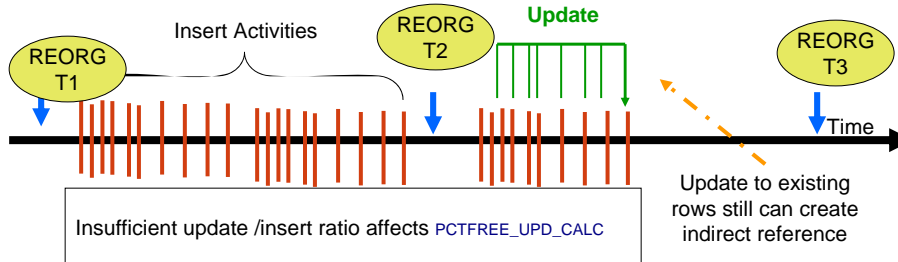 Insert Activities
Update
REORG
T1
REORG
T2
REORG
T3
Time
Update to existing
rows still can create
indirect reference
Insufficient update /insert ratio affects PCTFREE_UPD_CALC